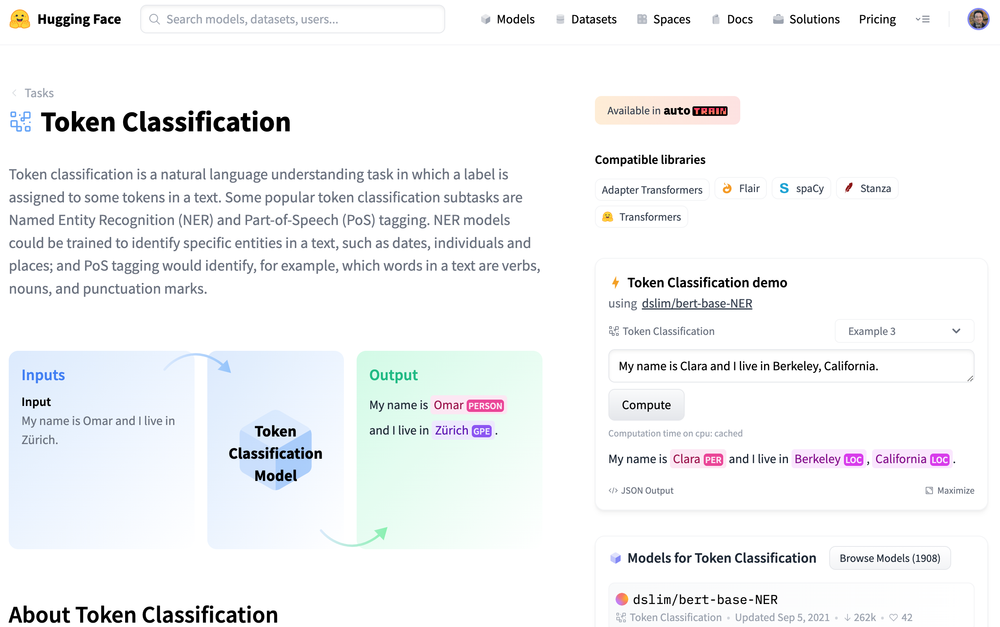 Hugging Face
Search models, datasets, users...
Models
Datasets
Spaces
Docs
Solutions
Pricing
Tasks
Token Classification
Token classification is a natural language understanding task in which a label is
assigned to some tokens in a text. Some popular token classification subtasks are
Named Entity Recognition (NER) and Part-of-Speech (PoS) tagging. NER models
could be trained to identify specific entities in a text, such as dates, individuals and
places; and PoS tagging would identify, for example, which words in a text are verbs,
nouns, and punctuation marks.
Inputs
Input
My name is Omar and I live in
Zürich.
Token
Classification
Model
Output
My name is Omar PERSON
and I live in Zürich GPE .
About Token Classification
Available in auto TRAIN
Compatible libraries
Adapter Transformers
Flair
spaCy
Stanza
Transformers
Token Classification demo
using dslim/bert-base-NER
Token Classification
Example 3
My name is Clara and I live in Berkeley, California.
Compute
Computation time on cpu: cached
My name is Clara PER and I live in Berkeley LOC , California LOC .
</> JSON Output
Maximize
Models for Token Classification
Browse Models (1908)
dslim/bert-base-NER
Token Classification • Updated Sep 5, 2021 • ↓ 262k • ♡ 42